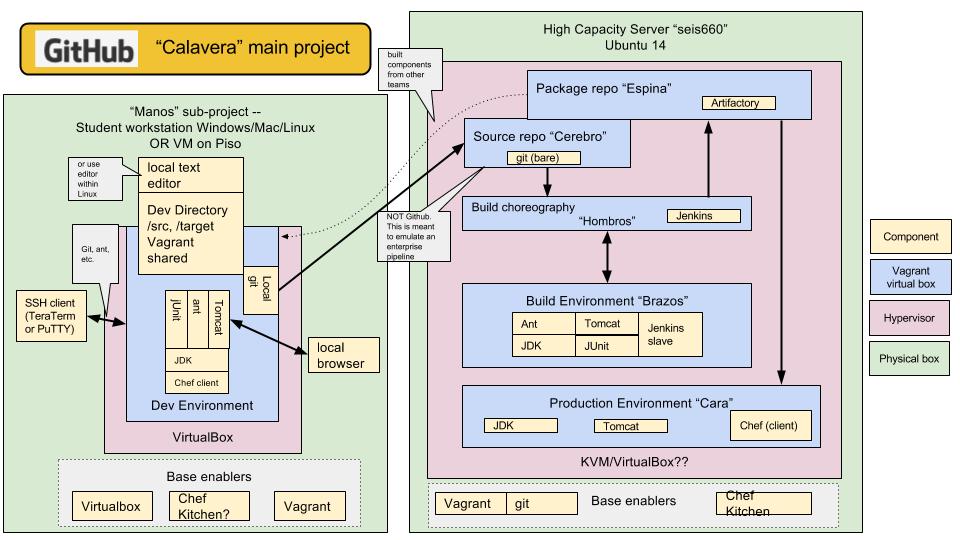 GitHub
“Calavera” main project
“Manos” sub-project --
Student workstation Windows/Mac/Linux
OR VM on Piso
or use
editor
within
Linux
local text
editor
Dev Directory
/src, /target
Vagrant
shared
Git, ant,
etc.
Local
git
SSH client
(TeraTerm
or PuTTY)
jUnit
ant
Tomcat
JDK
Chef client
local
browser
Dev Environment
VirtualBox
Base enablers
Virtualbox
Chef
Kitchen?
Vagrant
High Capacity Server “seis660”
Ubuntu 14
built
components
from other
teams
Package repo “Espina”
Artifactory
Source repo “Cerebro”
git (bare)
NOT Github.
This is meant
to emulate an
enterprise
pipeline
Build choreography
“Hombros”
Jenkins
Build Environment “Brazos”
Ant
Tomcat
Jenkins
slave
JDK
JUnit
Production Environment “Cara”
JDK
Tomcat
Chef (client)
KVM/VirtualBox??
Vagrant
git
Base enablers
Chef
Kitchen
Component
Vagrant
virtual box
Hypervisor
Physical box